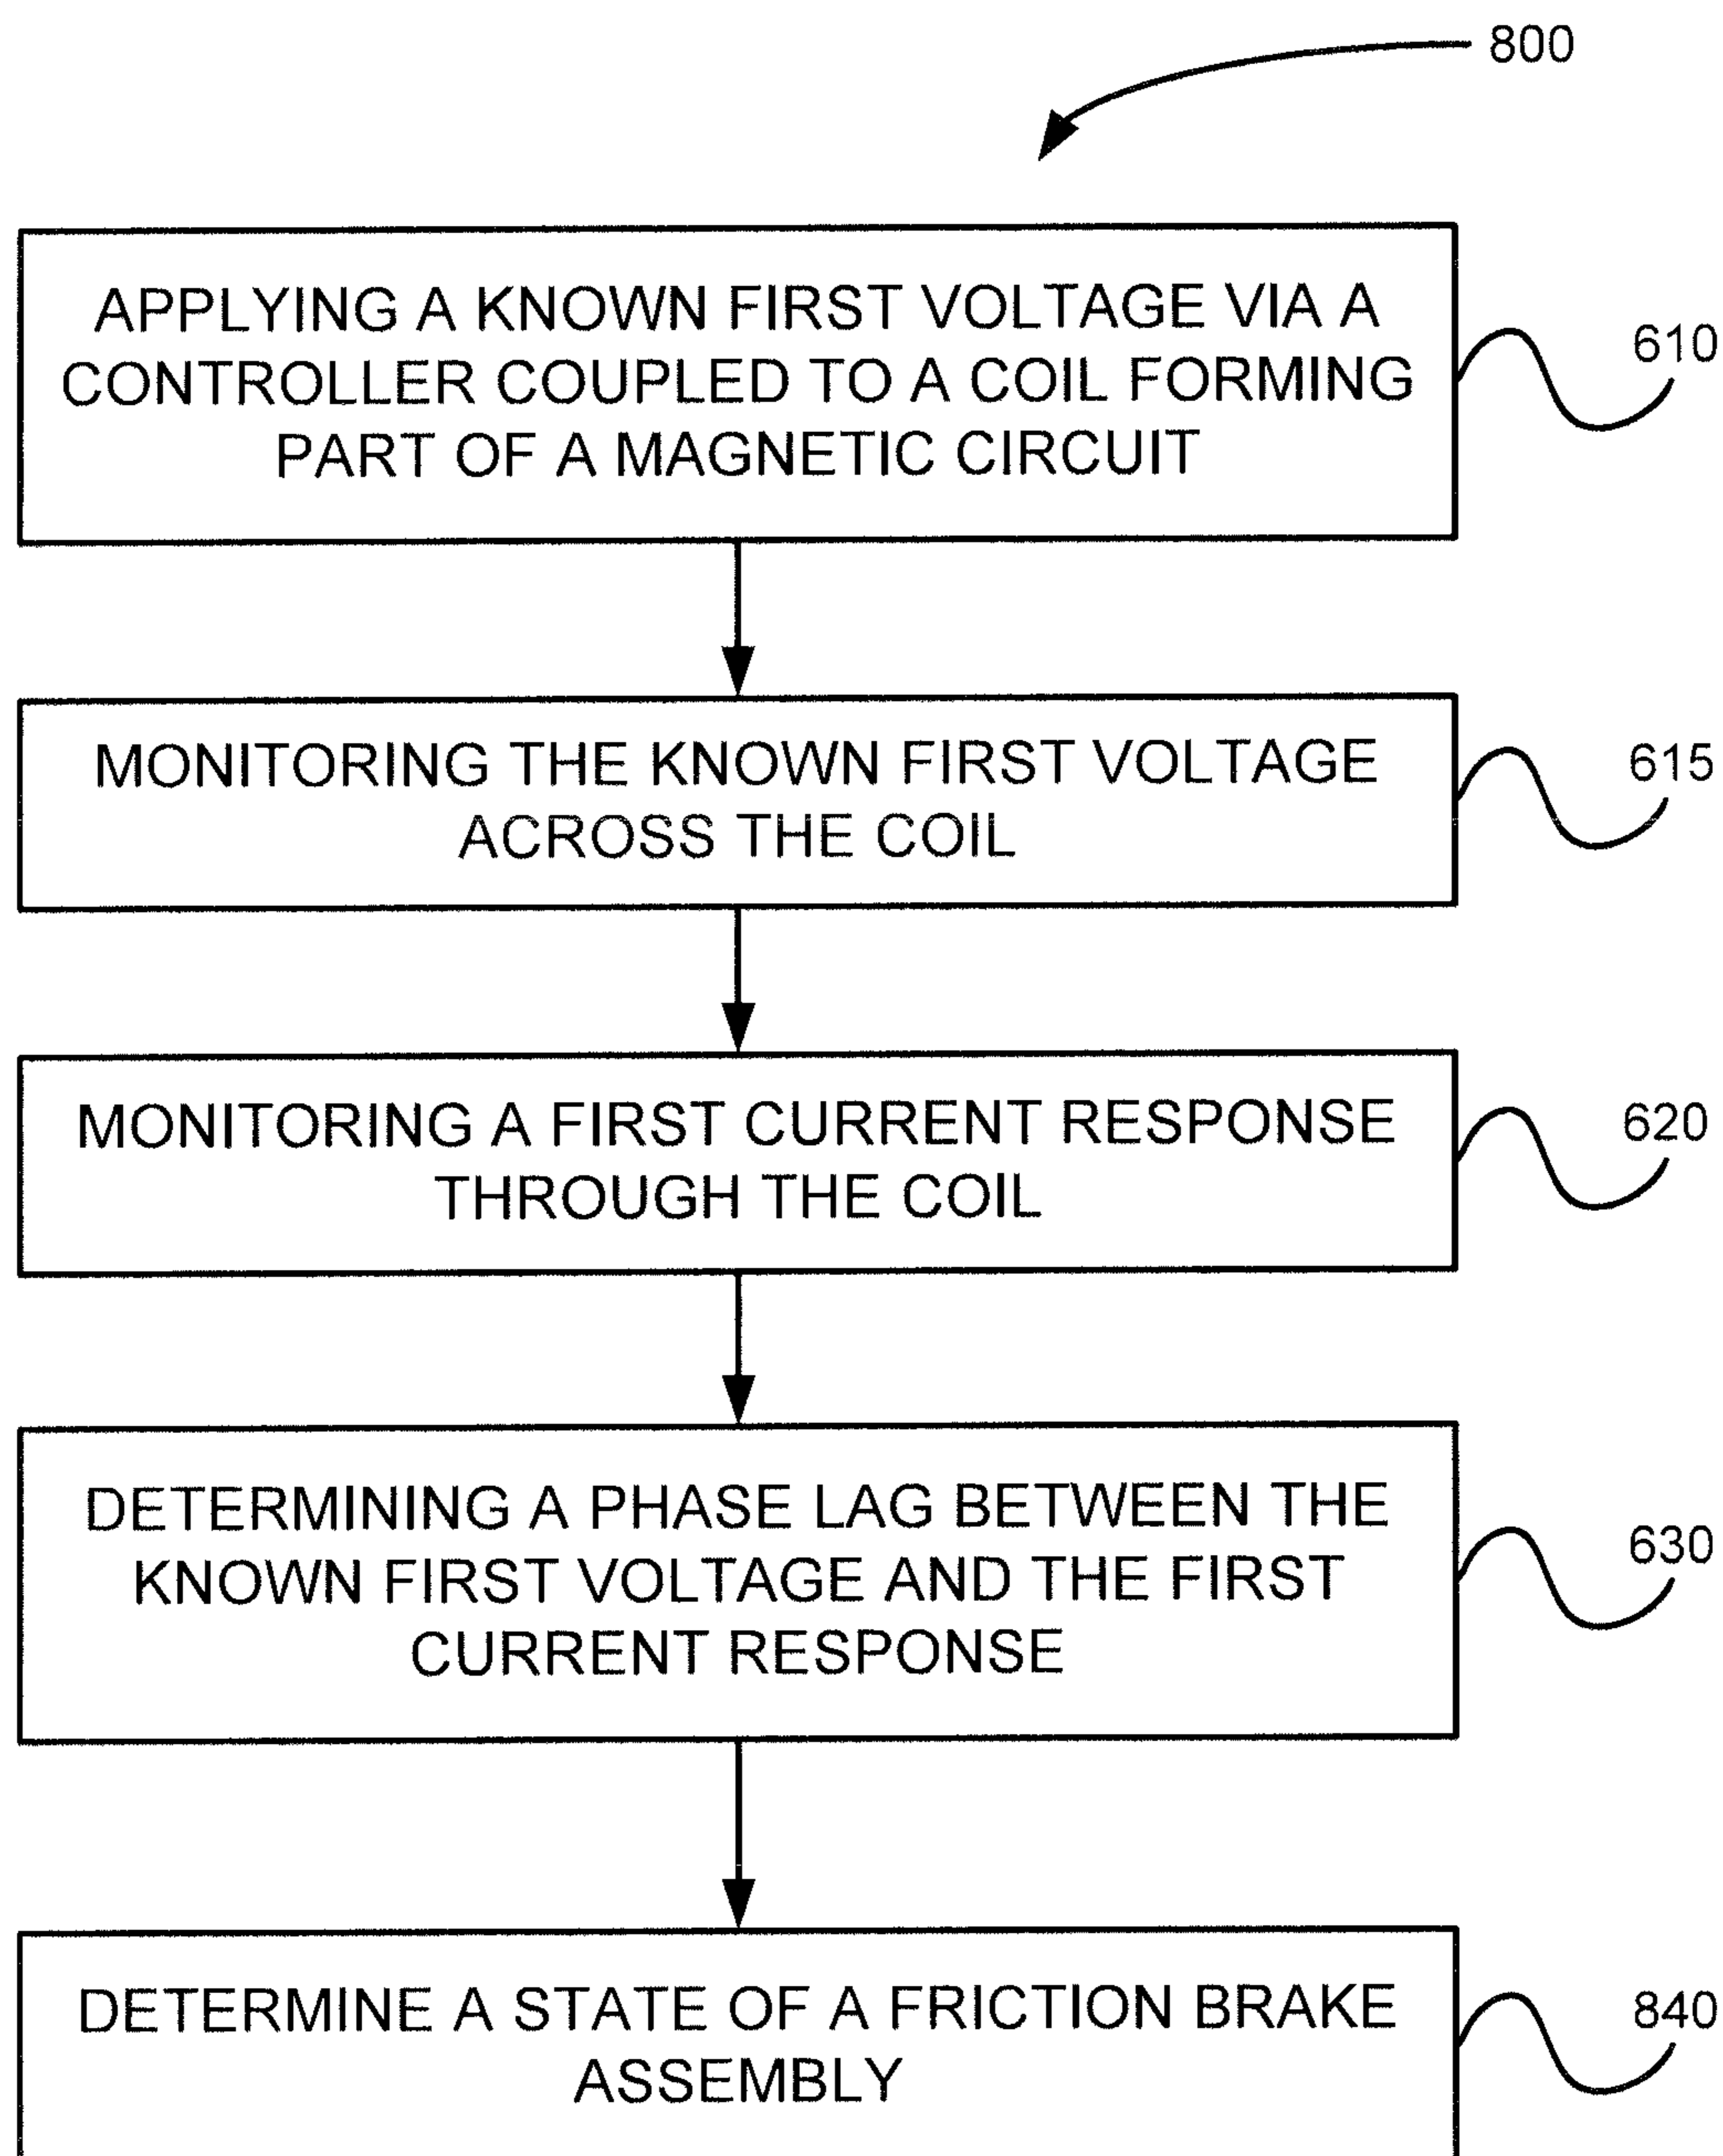 800
APPLYING A KNOWN FIRST VOLTAGE VIA A
CONTROLLER COUPLED TO A COIL FORMING
PART OF A MAGNETIC CIRCUIT
610
MONITORING THE KNOWN FIRST VOLTAGE
ACROSS THE COIL
615
MONITORING A FIRST CURRENT RESPONSE
THROUGH THE COIL
620
DETERMINING A PHASE LAG BETWEEN THE
KNOWN FIRST VOLTAGE AND THE FIRST
CURRENT RESPONSE
630
DETERMINE A STATE OF A FRICTION BRAKE
ASSEMBLY
840